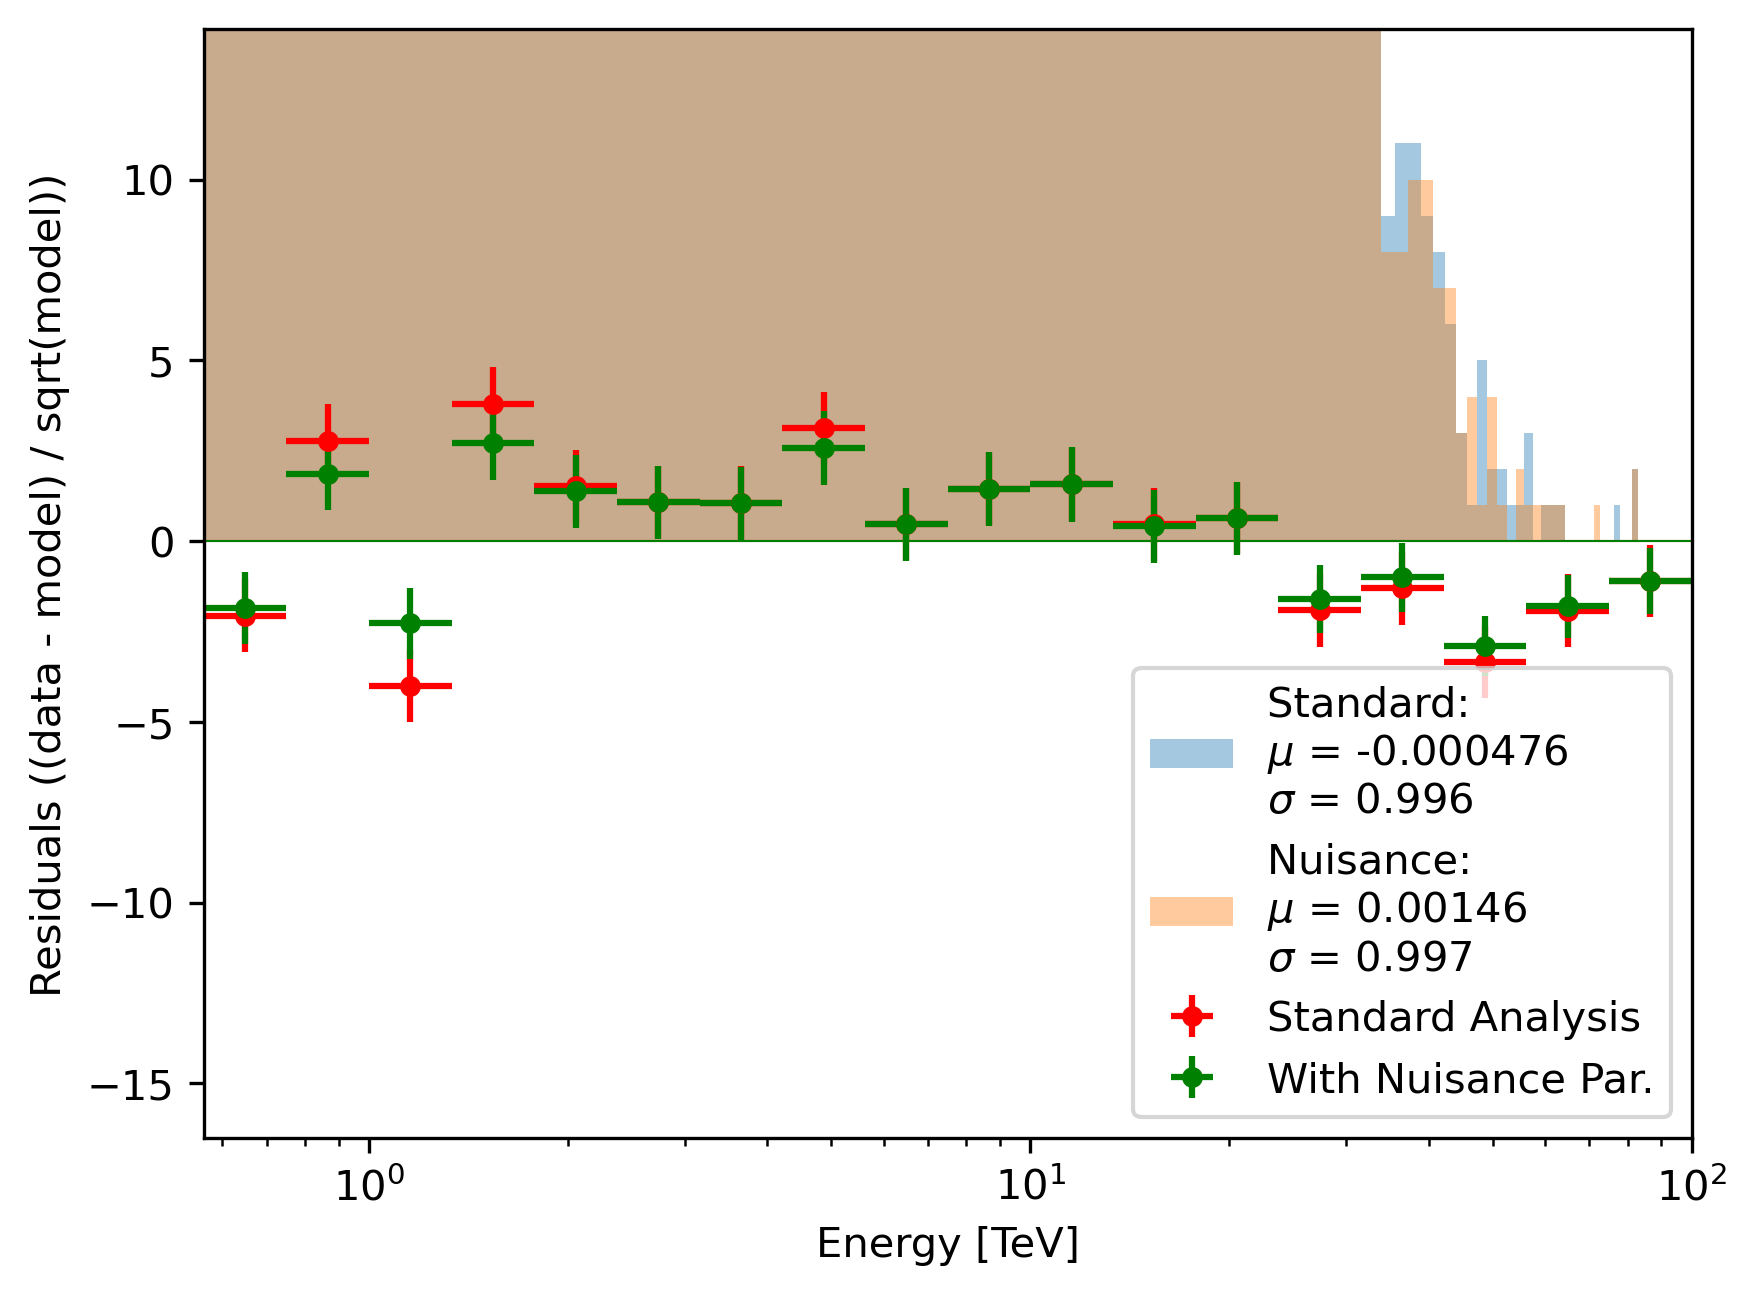 Residuals ((data - model) / sqrt(model))
10
5
0
−5
−10
−15
10⁰
10¹
10²
Energy [TeV]
Standard:
μ = -0.000476
σ = 0.996
Nuisance:
μ = 0.00146
σ = 0.997
Standard Analysis
With Nuisance Par.